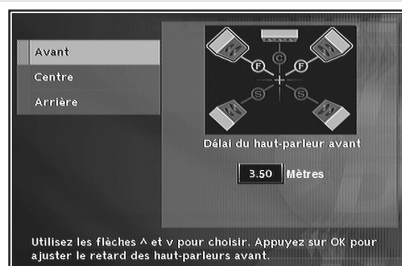 Avant
Centre
Arrière
C
F
F
S
S
Délai du haut-parleur avant
3.50 Mètres
Utilisez les flèches ^ et v pour choisir. Appuyez sur OK pour
ajuster le retard des haut-parleurs avant.